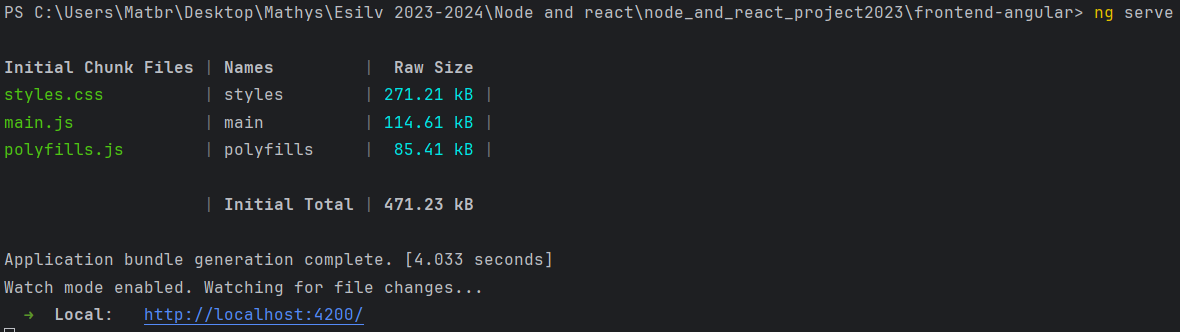 PS C:\Users\Matbr\Desktop\Mathys\Esilv 2023-2024\Node and react\node_and_react_project2023\frontend-angular> ng serve
Initial Chunk Files | Names         |  Raw Size
styles.css          | styles        | 271.21 kB |
main.js             | main          | 114.61 kB |
polyfills.js        | polyfills     |  85.41 kB |
                    | Initial Total | 471.23 kB
Application bundle generation complete. [4.033 seconds]
Watch mode enabled. Watching for file changes...
  ➜  Local:   http://localhost:4200/